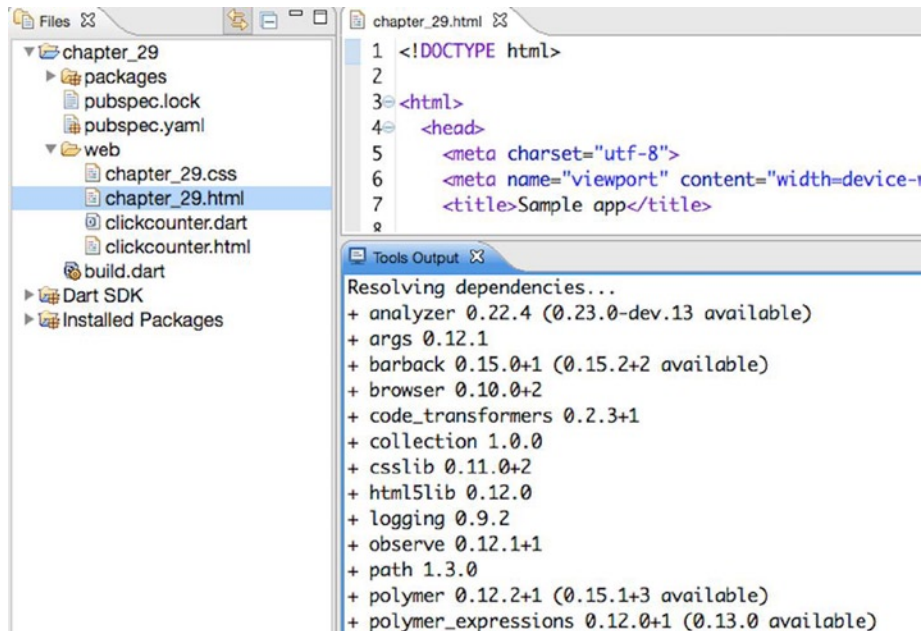 Files
chapter_29
packages
pubspec.lock
pubspec.yaml
web
chapter_29.css
chapter_29.html
clickcounter.dart
clickcounter.html
build.dart
Dart SDK
Installed Packages
chapter_29.html
1 <!DOCTYPE html>
2
3 <html>
4 <head>
5 <meta charset="utf-8">
6 <meta name="viewport" content="width=device-
7 <title>Sample app</title>
8
Tools Output
Resolving dependencies...
+ analyzer 0.22.4 (0.23.0-dev.13 available)
+ args 0.12.1
+ barback 0.15.0+1 (0.15.2+2 available)
+ browser 0.10.0+2
+ code_transformers 0.2.3+1
+ collection 1.0.0
+ csslib 0.11.0+2
+ html5lib 0.12.0
+ logging 0.9.2
+ observe 0.12.1+1
+ path 1.3.0
+ polymer 0.12.2+1 (0.15.1+3 available)
+ polymer_expressions 0.12.0+1 (0.13.0 available)